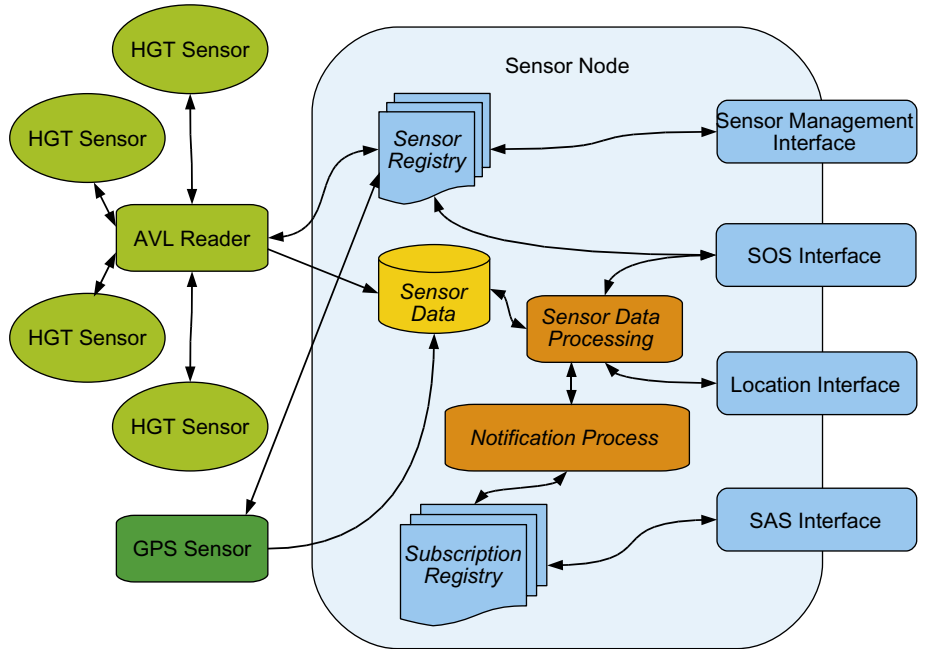 HGT Sensor
Sensor Node
HGT Sensor
Sensor
Registry
Sensor Management
Interface
AVL Reader
SOS Interface
Sensor
Data
Sensor Data
Processing
HGT Sensor
Location Interface
HGT Sensor
Notification Process
SAS Interface
GPS Sensor
Subscription
Registry